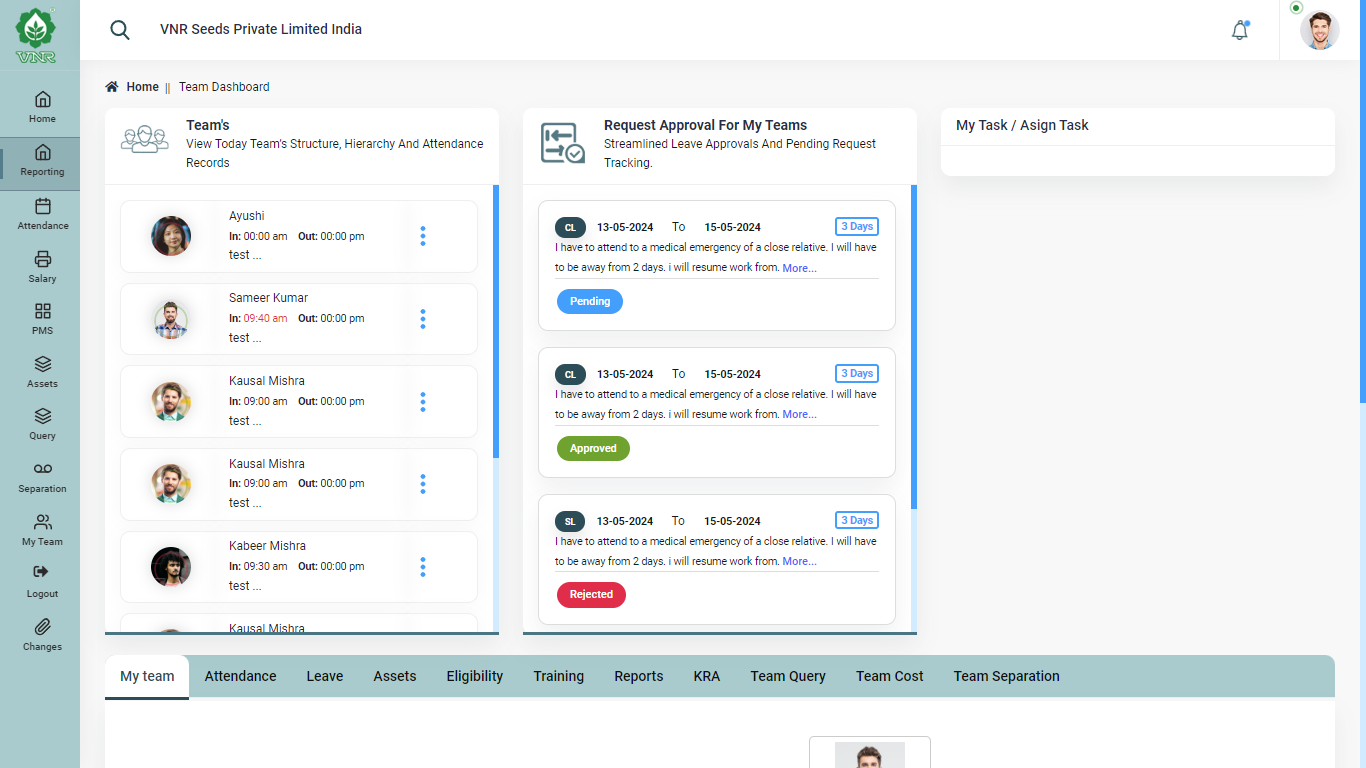 VNR
Home
Reporting
Attendance
Salary
PMS
Assets
Query
Separation
My Team
Logout
Changes
VNR Seeds Private Limited India
Home || Team Dashboard
Team's
View Today Team's Structure, Hierarchy And Attendance
Records
Ayushi
In: 00:00 am Out: 00:00 pm
test ...
Sameer Kumar
In: 09:40 am Out: 00:00 pm
test ...
Kausal Mishra
In: 09:00 am Out: 00:00 pm
test ...
Kausal Mishra
In: 09:00 am Out: 00:00 pm
test ...
Kabeer Mishra
In: 09:30 am Out: 00:00 pm
test ...
Kausal Mishra
Request Approval For My Teams
Streamlined Leave Approvals And Pending Request
Tracking.
CL 13-05-2024 To 15-05-2024 3 Days
I have to attend to a medical emergency of a close relative. I will have
to be away from 2 days. i will resume work from. More...
Pending
CL 13-05-2024 To 15-05-2024 3 Days
I have to attend to a medical emergency of a close relative. I will have
to be away from 2 days. i will resume work from. More...
Approved
SL 13-05-2024 To 15-05-2024 3 Days
I have to attend to a medical emergency of a close relative. I will have
to be away from 2 days. i will resume work from. More...
Rejected
My Task / Asign Task
My team Attendance Leave Assets Eligibility Training Reports KRA Team Query Team Cost Team Separation